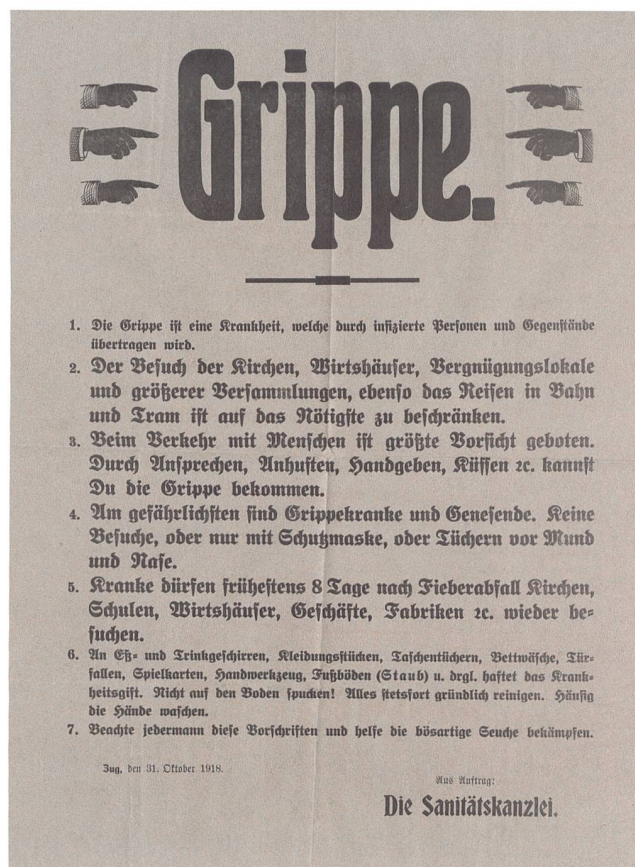 Grippe.
1. Die Grippe ist eine Krankheit, welche durch infizierte Personen und Gegenstände
übertragen wird.
2. Der Besuch der Kirchen, Wirtshäuser, Vergnügungslokale
und größerer Versammlungen, ebenso das Reisen in Bahn
und Tram ist auf das Nötigste zu beschränken.
3. Beim Verkehr mit Menschen ist größte Vorsicht geboten.
Durch Ansprechen, Anhusten, Handgeben, Küssen ꝛc. kannst
Du die Grippe bekommen.
4. Am gefährlichsten sind Grippekranke und Genesende. Keine
Besuche, oder nur mit Schutzmaske, oder Tüchern vor Mund
und Nase.
5. Kranke dürfen frühestens 8 Tage nach Fieberabfall Kirchen,
Schulen, Wirtshäuser, Geschäfte, Fabriken ꝛc. wieder be-
suchen.
6. An Eß- und Trinkgeschirren, Kleidungsstücken, Taschentüchern, Bettwäsche, Tür-
fallen, Spielkarten, Handwerkzeug, Fußböden (Staub) u. drgl. haftet das Krank-
heitsgift. Nicht auf den Boden spucken! Alles stetsfort gründlich reinigen. Häufig
die Hände waschen.
7. Beachte jedermann diese Vorschriften und helfe die bösartige Seuche bekämpfen.
Zug, den 31. Oktober 1918.
Aus Auftrag:
Die Sanitätskanzlei.